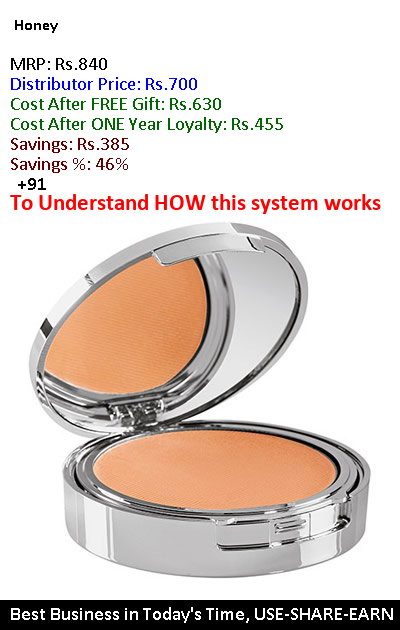 Honey
MRP: Rs.840
Distributor Price: Rs.700
Cost After FREE Gift: Rs.630
Cost After ONE Year Loyalty: Rs.455
Savings: Rs.385
Savings %: 46%
+91
To Understand HOW this system works
Best Business in Today's Time, USE-SHARE-EARN